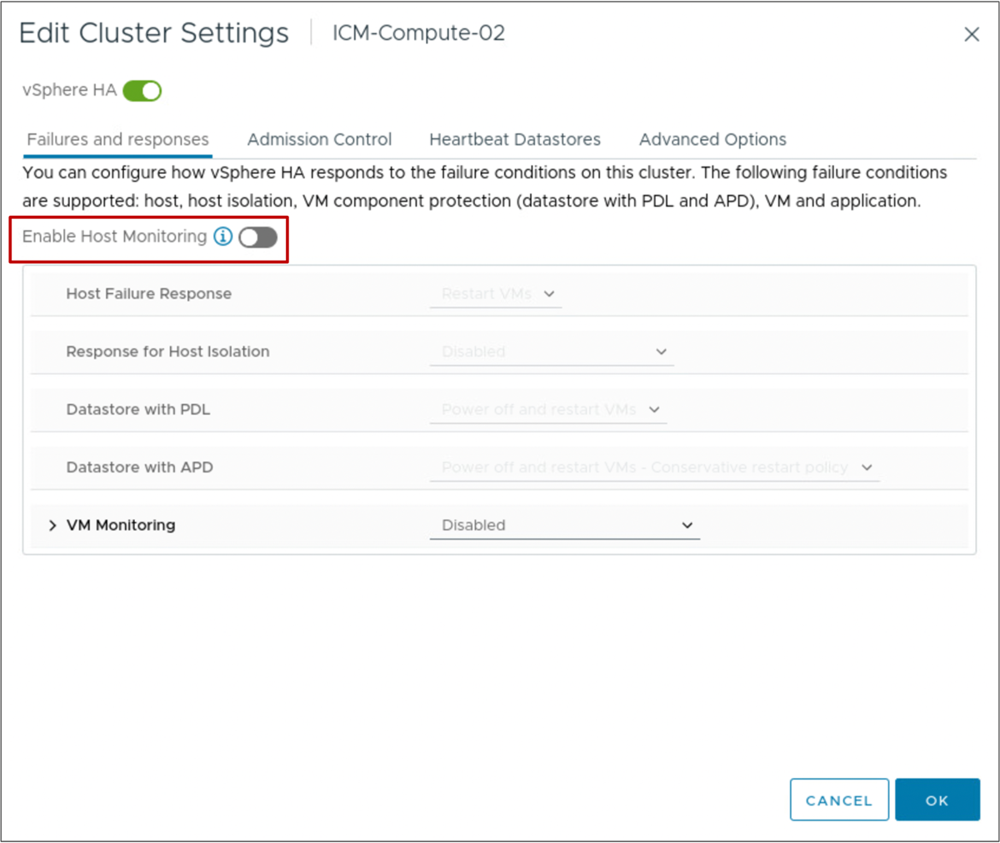 Edit Cluster Settings ICM-Compute-02
vSphere HA
Failures and responses Admission Control Heartbeat Datastores Advanced Options
You can configure how vSphere HA responds to the failure conditions on this cluster. The following failure conditions
are supported: host, host isolation, VM component protection (datastore with PDL and APD), VM and application.
Enable Host Monitoring
Host Failure Response Restart VMs
Response for Host Isolation Disabled
Datastore with PDL Power off and restart VMs
Datastore with APD Power off and restart VMs - Conservative restart policy
VM Monitoring Disabled
CANCEL OK